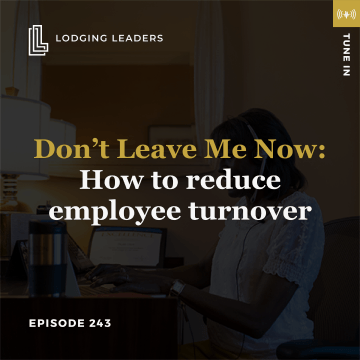 LODGING LEADERS
TUNE IN
Don’t Leave Me Now:
How to reduce
employee turnover
EPISODE 243